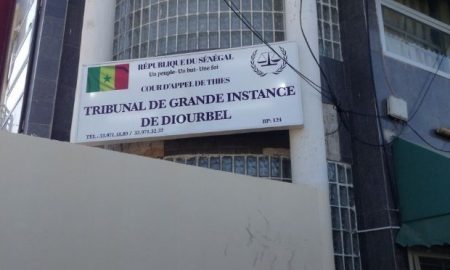 RÉPUBLIQUE DU SÉNÉGAL
Un peuple - Un but - Une foi
COUR D'APPEL DE THIES
TRIBUNAL DE GRANDE INSTANCE
DE DIOURBEL
BP: 124